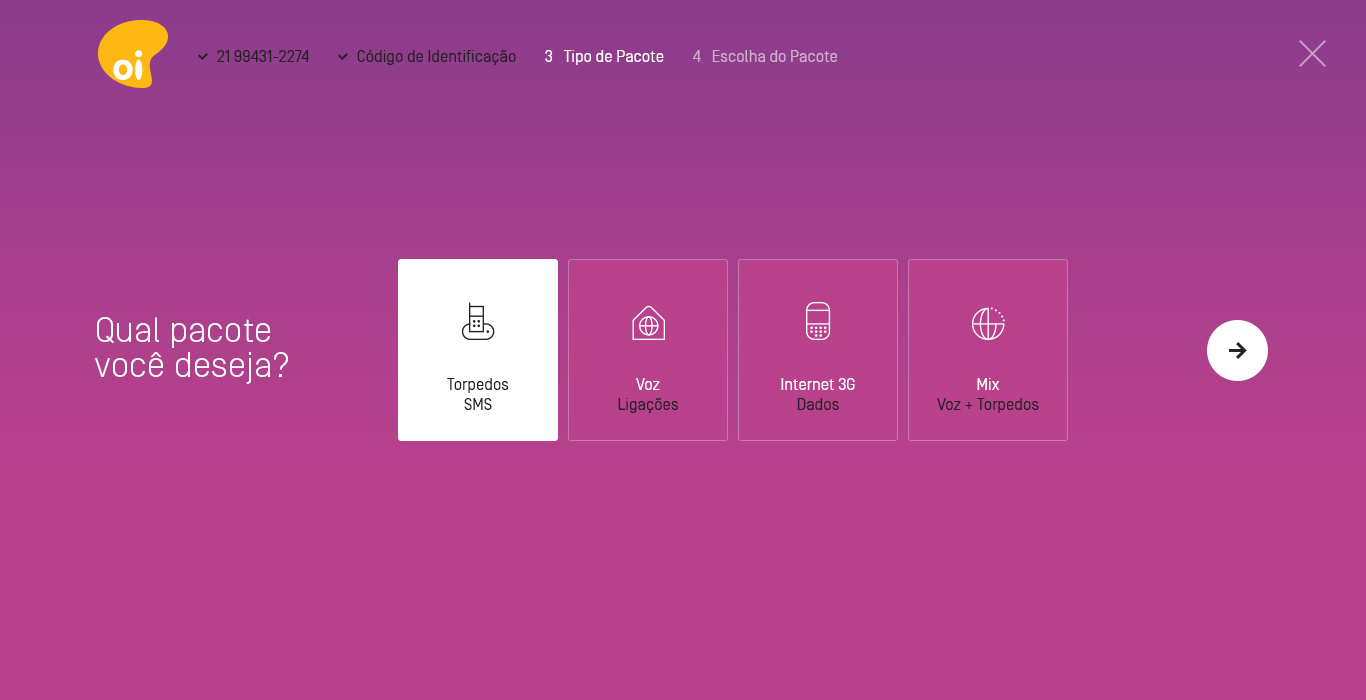 oi
21 99431-2274
Código de Identificação
3 Tipo de Pacote
4 Escolha do Pacote
Qual pacote
você deseja?
Torpedos
SMS
Voz
Ligações
Internet 3G
Dados
Mix
Voz + Torpedos